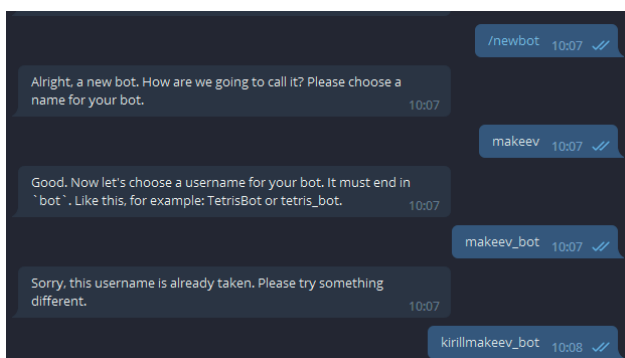 /newbot 10:07
Alright, a new bot. How are we going to call it? Please choose a
name for your bot. 10:07
makeev 10:07
Good. Now let's choose a username for your bot. It must end in
`bot`. Like this, for example: TetrisBot or tetris_bot. 10:07
makeev_bot 10:07
Sorry, this username is already taken. Please try something
different. 10:07
kirillmakeev_bot 10:08